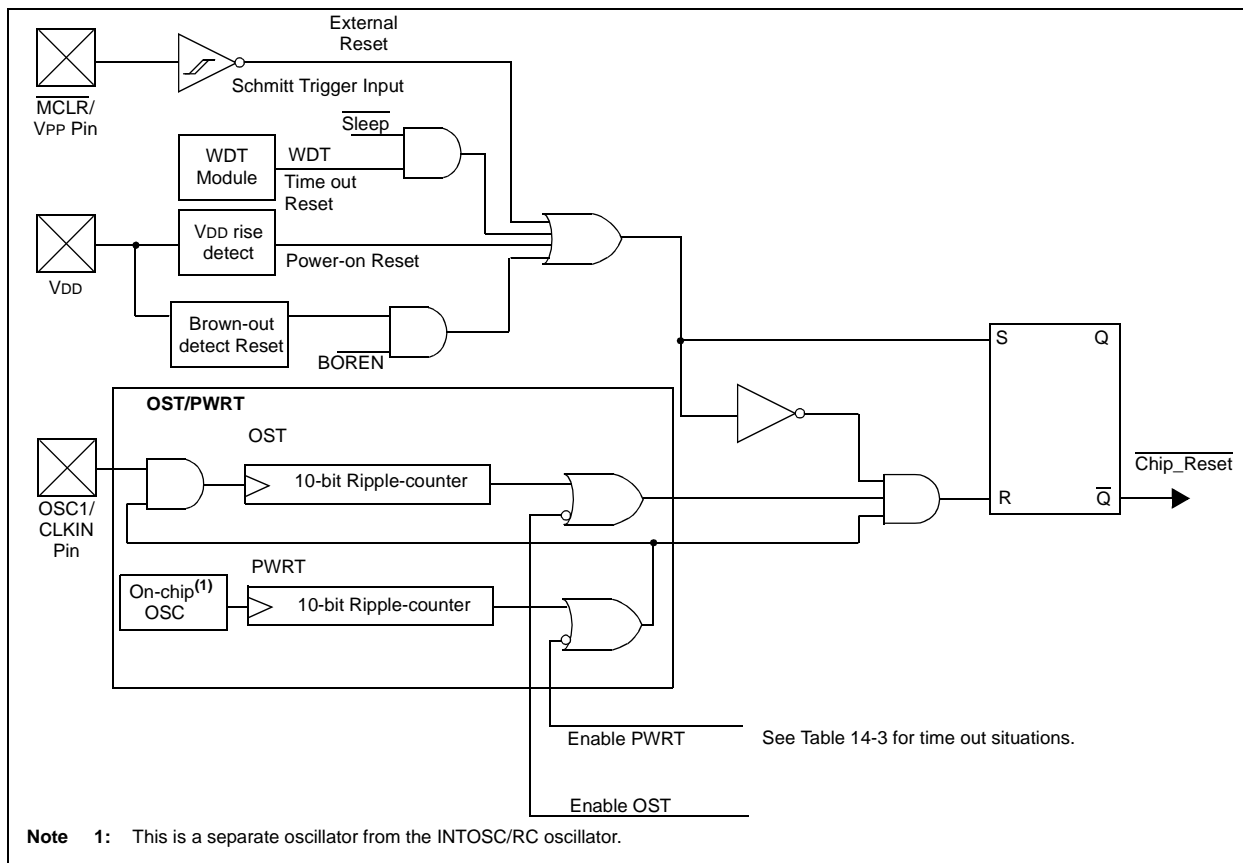 External
Reset
Schmitt Trigger Input
MCLR/
VPP Pin
Sleep
WDT
Module
WDT
Time out
Reset
VDD rise
detect
Power-on Reset
VDD
Brown-out
detect Reset
BOREN
S
Q
OST/PWRT
OST
10-bit Ripple-counter
OSC1/
CLKIN
Pin
Chip_Reset
R
Q
PWRT
On-chip(1)
OSC
10-bit Ripple-counter
Enable PWRT
See Table 14-3 for time out situations.
Enable OST
Note 1: This is a separate oscillator from the INTOSC/RC oscillator.